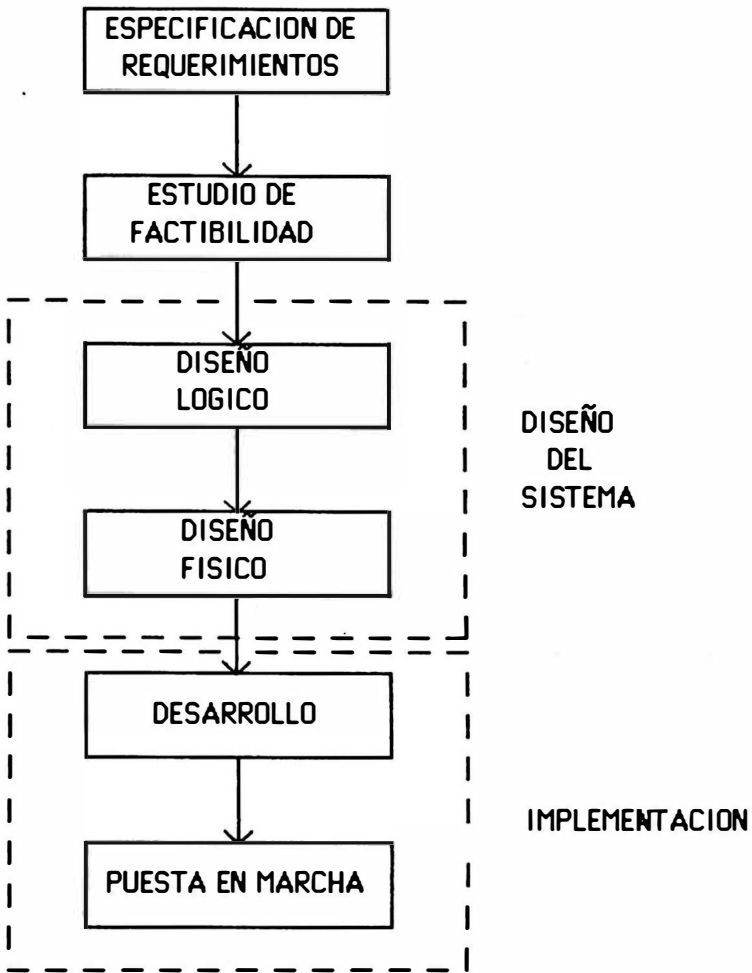 ESPECIFICACION DE
REQUERIMIENTOS
ESTUDIO DE
FACTIBILIDAD
DISEÑO
LOGICO
DISEÑO
DEL
SISTEMA
DISEÑO
FISICO
DESARROLLO
IMPLEMENTACION
PUESTA EN MARCHA